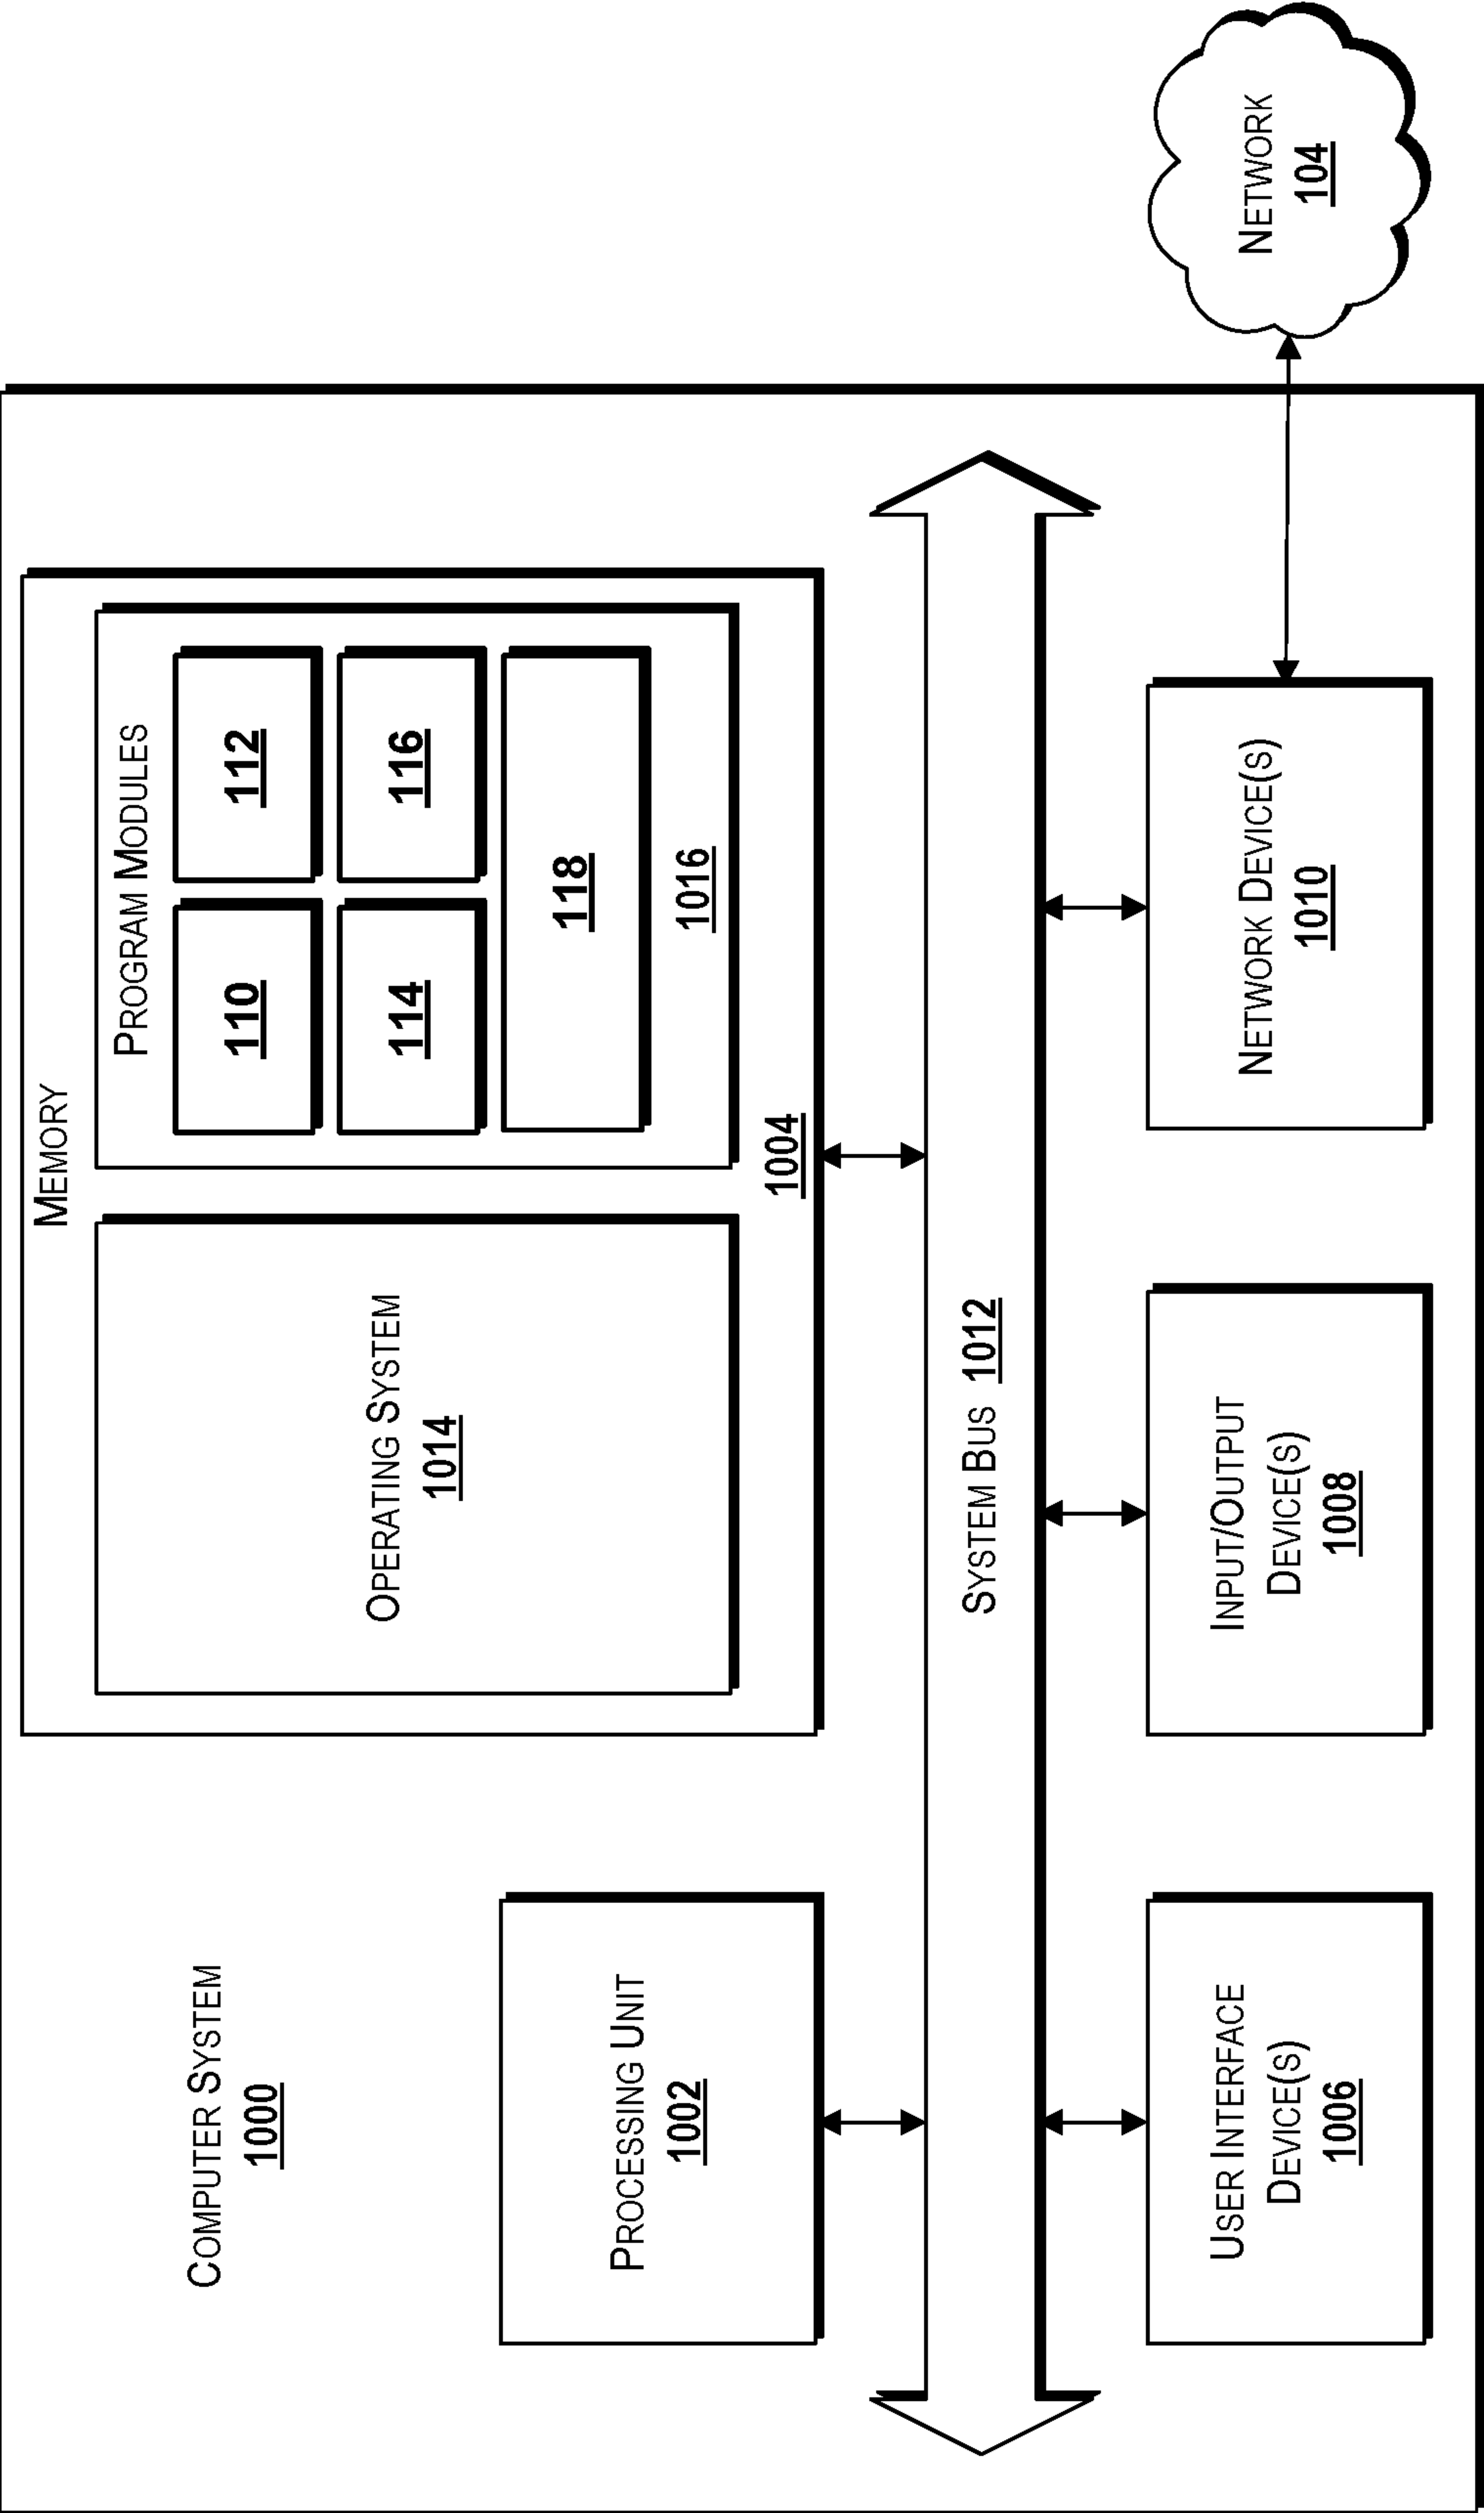 COMPUTER SYSTEM
1000
PROCESSING UNIT
1002
MEMORY
OPERATING SYSTEM
1014
PROGRAM MODULES
110
112
114
116
118
1016
1004
SYSTEM BUS 1012
USER INTERFACE
DEVICE(S)
1006
INPUT/OUTPUT
DEVICE(S)
1008
NETWORK DEVICE(S)
1010
NETWORK
104